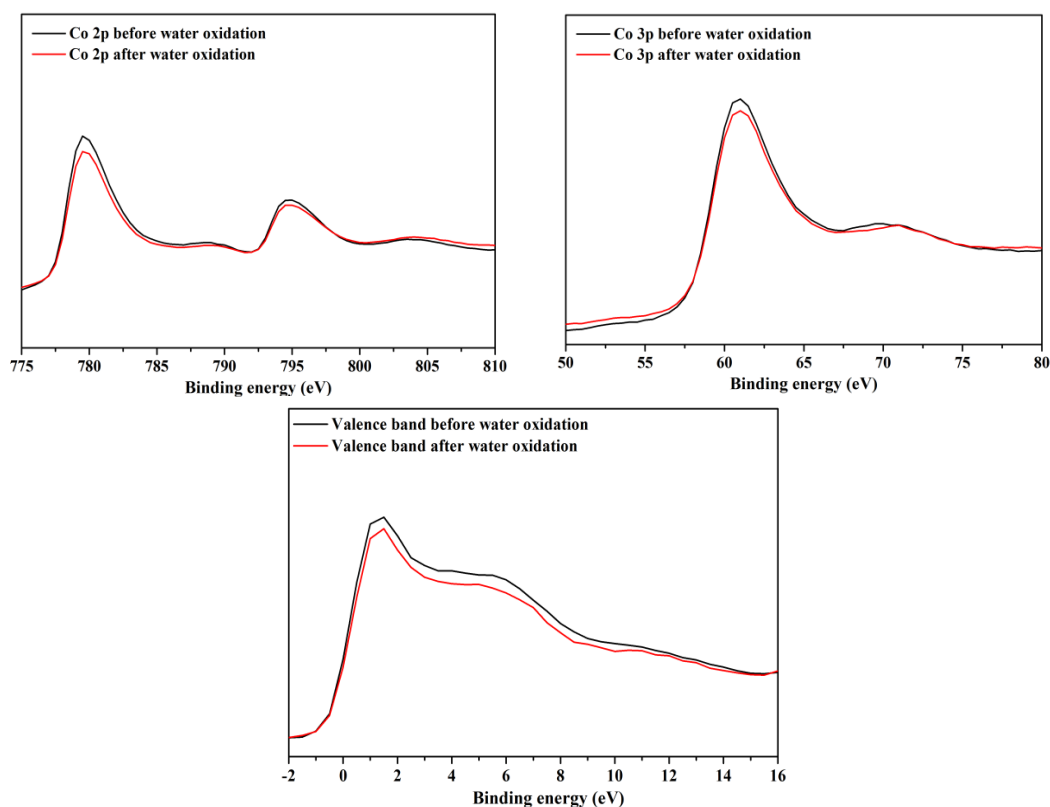 Co 2p before water oxidation
Co 2p after water oxidation
775 780 785 790 795 800 805 810
Binding energy (eV)
Co 3p before water oxidation
Co 3p after water oxidation
50 55 60 65 70 75 80
Binding energy (eV)
Valence band before water oxidation
Valence band after water oxidation
-2 0 2 4 6 8 10 12 14 16
Binding energy (eV)